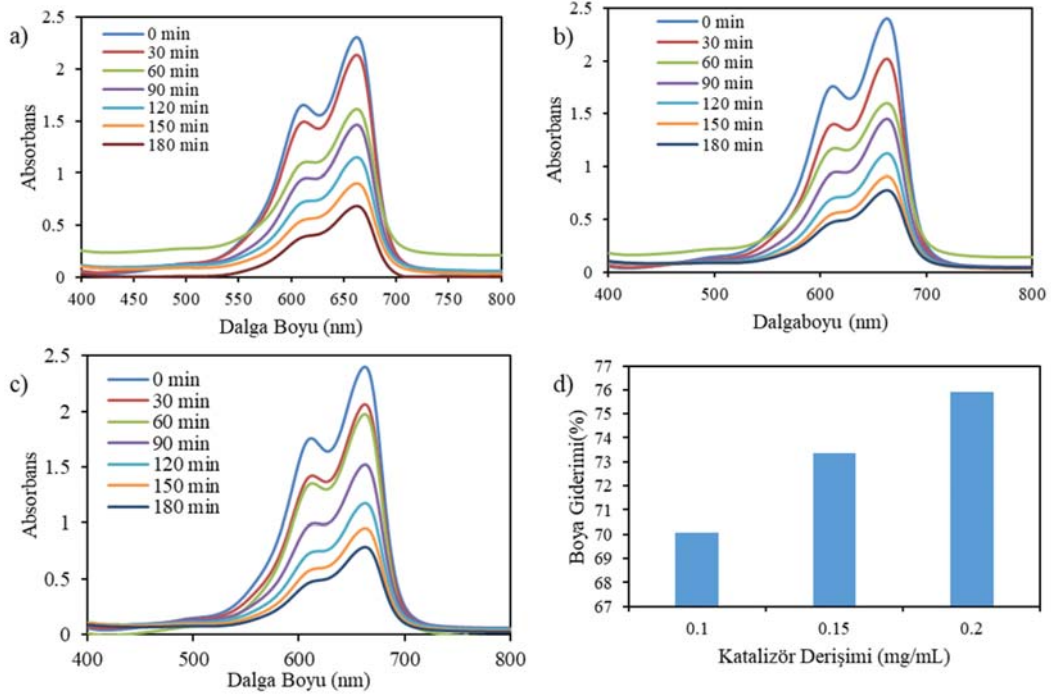 a)
2.5
2
1.5
1
0.5
0
Absorbans
0 min
30 min
60 min
90 min
120 min
150 min
180 min
400 450 500 550 600 650 700 750 800
Dalga Boyu (nm)
b)
2.5
2
1.5
1
0.5
0
Absorbans
0 min
30 min
60 min
90 min
120 min
150 min
180 min
400 500 600 700 800
Dalgaboyu (nm)
c)
2.5
2
1.5
1
0.5
0
Absorbans
0 min
30 min
60 min
90 min
120 min
150 min
180 min
400 500 600 700 800
Dalga Boyu (nm)
d)
77
76
75
74
73
72
71
70
69
68
67
Boya Giderimi(%)
0.1 0.15 0.2
Katalizör Derişimi (mg/mL)